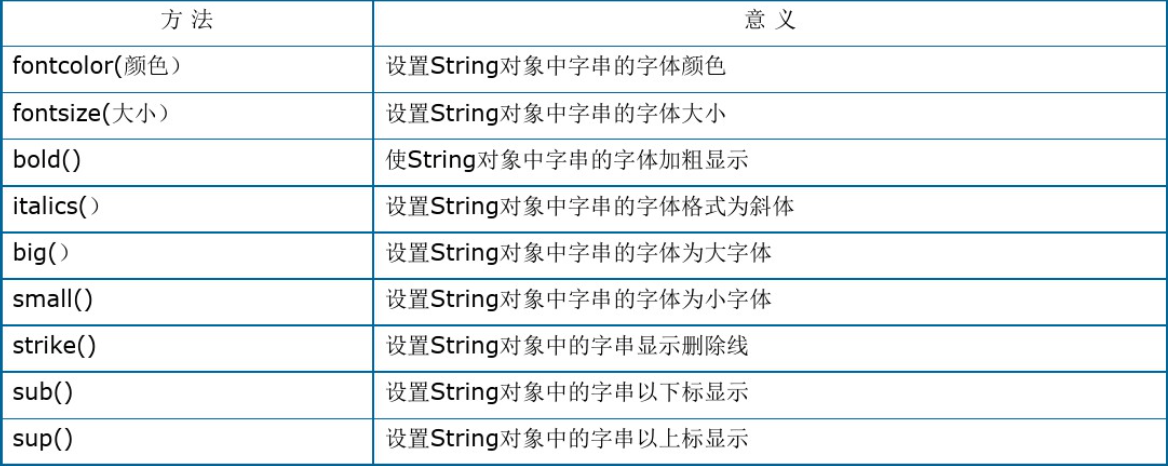 方 法 意 义
fontcolor(颜色） 设置String对象中字串的字体颜色
fontsize(大小） 设置String对象中字串的字体大小
bold() 使String对象中字串的字体加粗显示
italics(） 设置String对象中字串的字体格式为斜体
big(） 设置String对象中字串的字体为大字体
small() 设置String对象中字串的字体为小字体
strike() 设置String对象中的字串显示删除线
sub() 设置String对象中的字串以下标显示
sup() 设置String对象中的字串以上标显示